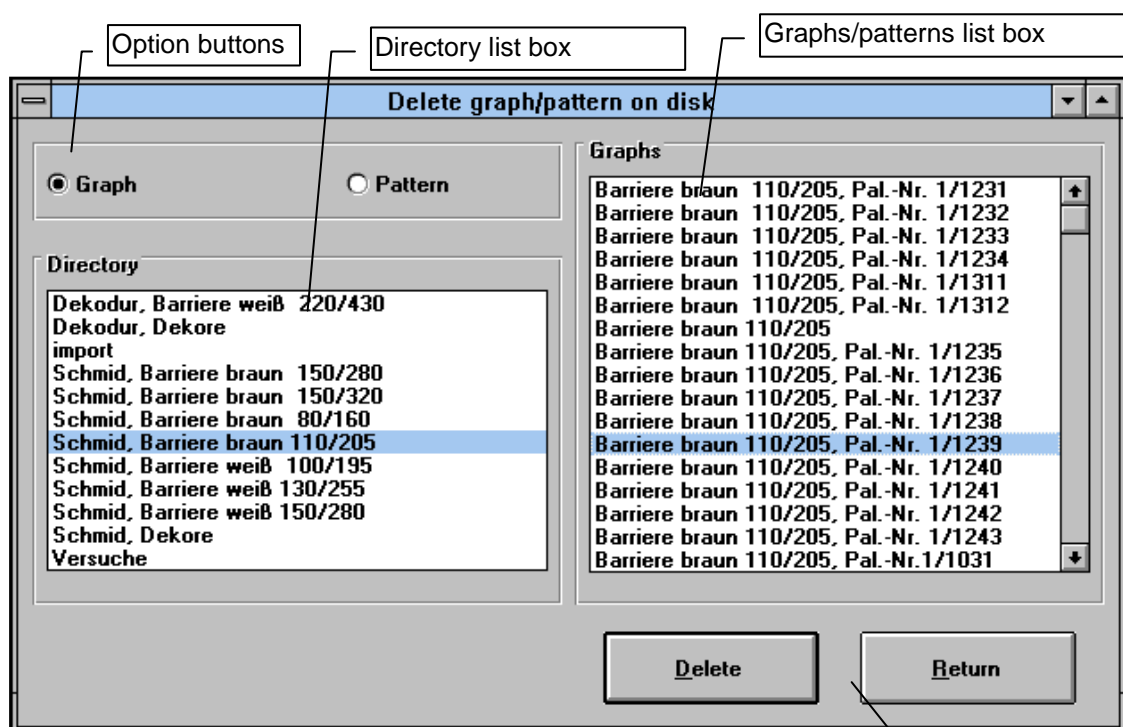 Option buttons
Directory list box
Graphs/patterns list box
Delete graph/pattern on disk
Graph
Pattern
Directory
Dekodur, Barriere weiß  220/430
Dekodur, Dekore
import
Schmid, Barriere braun  150/280
Schmid, Barriere braun  150/320
Schmid, Barriere braun  80/160
Schmid, Barriere braun 110/205
Schmid, Barriere weiß  100/195
Schmid, Barriere weiß 130/255
Schmid, Barriere weiß 150/280
Schmid, Dekore
Versuche
Graphs
Barriere braun  110/205, Pal.-Nr. 1/1231
Barriere braun  110/205, Pal.-Nr. 1/1232
Barriere braun  110/205, Pal.-Nr. 1/1233
Barriere braun  110/205, Pal.-Nr. 1/1234
Barriere braun  110/205, Pal.-Nr. 1/1311
Barriere braun  110/205, Pal.-Nr. 1/1312
Barriere braun 110/205
Barriere braun 110/205, Pal.-Nr. 1/1235
Barriere braun 110/205, Pal.-Nr. 1/1236
Barriere braun 110/205, Pal.-Nr. 1/1237
Barriere braun 110/205, Pal.-Nr. 1/1238
Barriere braun 110/205, Pal.-Nr. 1/1239
Barriere braun 110/205, Pal.-Nr. 1/1240
Barriere braun 110/205, Pal.-Nr. 1/1241
Barriere braun 110/205, Pal.-Nr. 1/1242
Barriere braun 110/205, Pal.-Nr. 1/1243
Barriere braun 110/205, Pal.-Nr.1/1031
Delete
Return